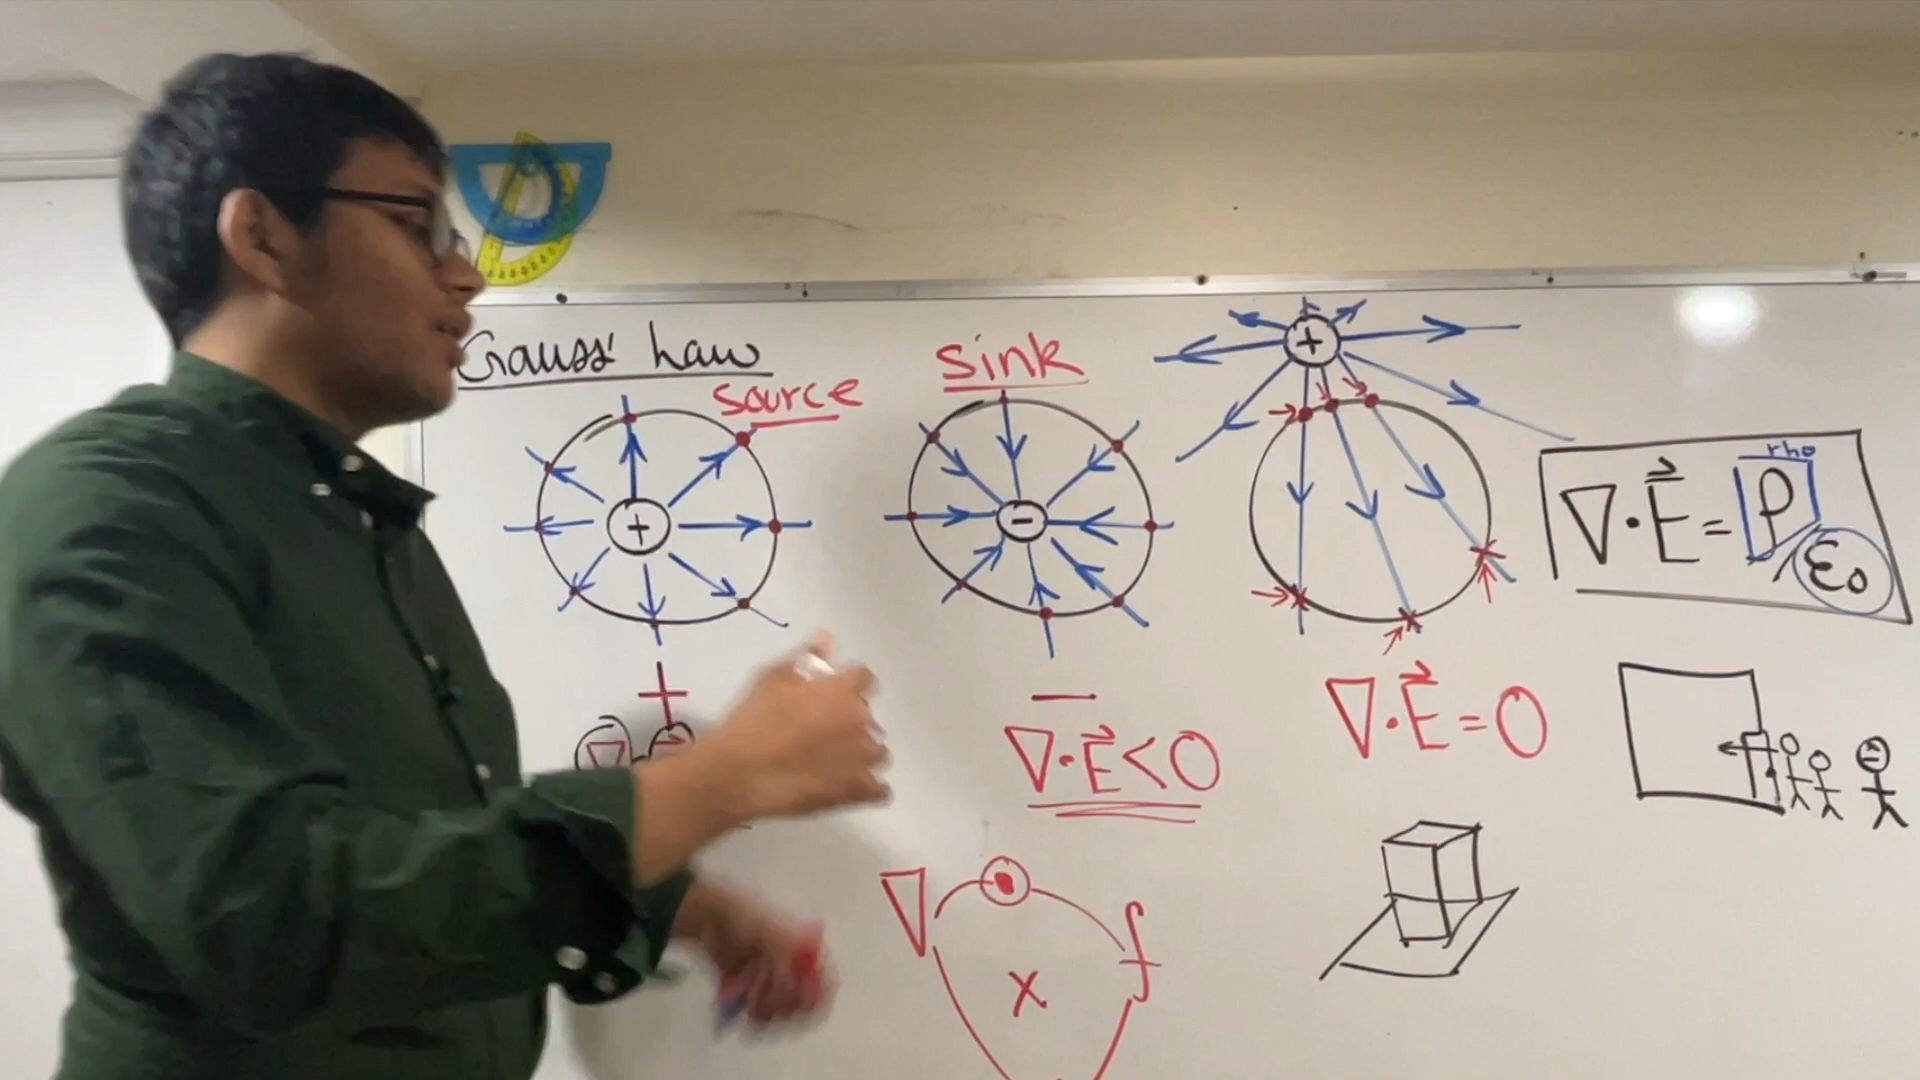 Gauss' Law
source
sink
+
-
+
rho
∇·E⃗ = ρ/ε₀
+
-
∇·E⃗<0
∇·E⃗=0
∇ · f
x